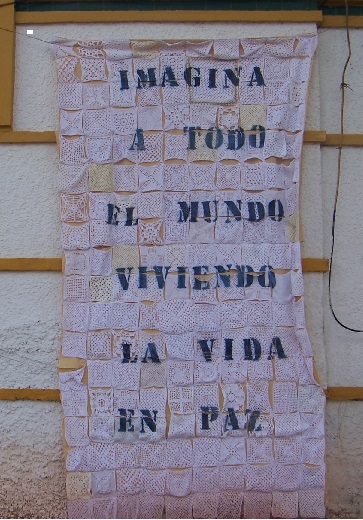 IMAGINA
A TODO
EL MUNDO
VIVIENDO
LA VIDA
EN PAZ